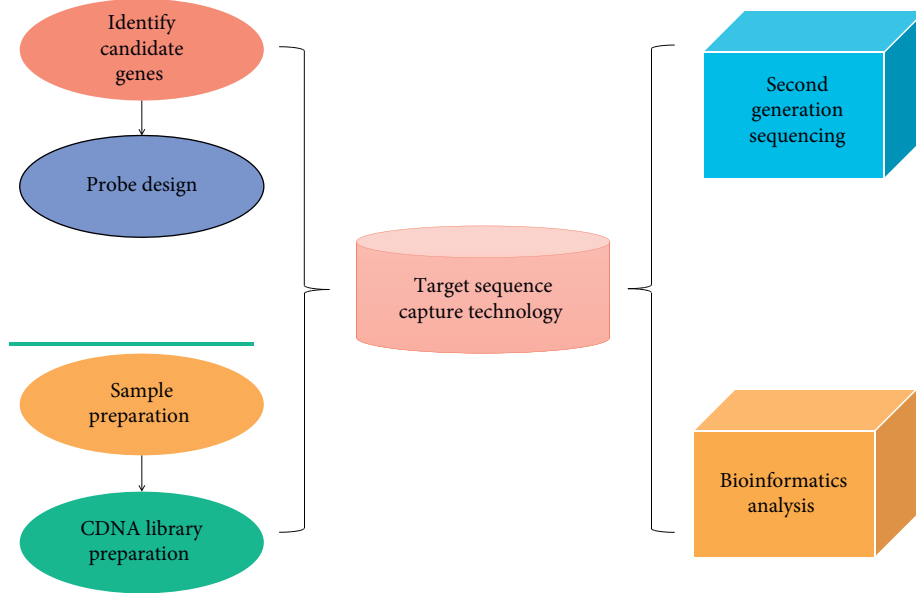 Identify
candidate
genes
Probe design
Sample
preparation
CDNA library
preparation
Target sequence
capture technology
Second
generation
sequencing
Bioinformatics
analysis